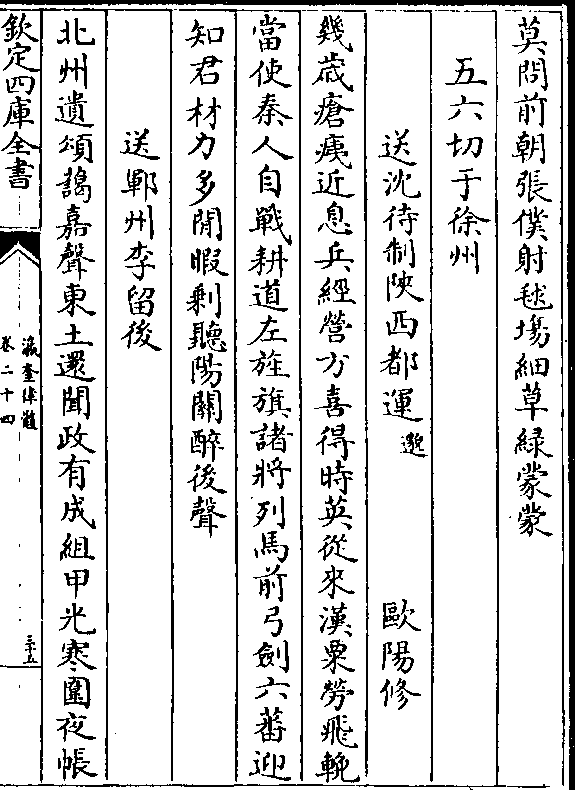 莫問前朝張僕射毬塲細草緑蒙蒙
五六切于徐州
送沈待制陜西都運邈 歐陽修
幾歲瘡痍近息兵經營方喜得時英從來漢粟勞飛輓
當使秦人自戰耕道左旌旗諸將列馬前弓劍六蕃迎
知君材力多閒暇剰聽陽關醉後聲
送鄆州李留後
北州遺頌藹嘉聲東土還聞政有成組甲光寒圍夜帳
欽定四庫全書
瀛奎律髓
卷二十四
三十五